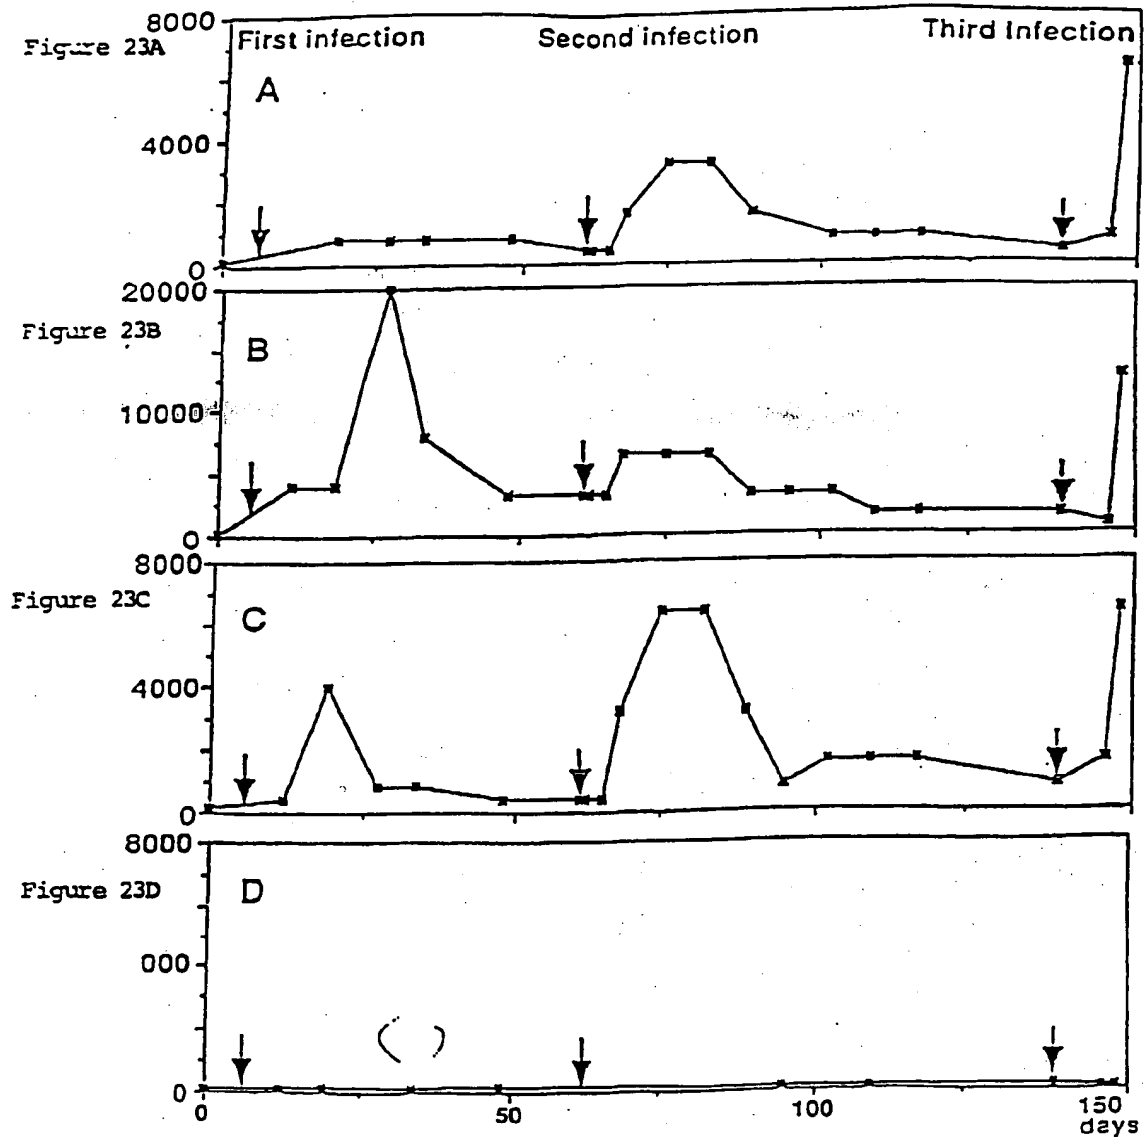 8000
Figure 23A
First infection Second infection Third Infection
A
4000
0
20000
Figure 23B
B
10000
0
8000
Figure 23C
C
4000
0
8000
Figure 23D
D
000
0
0 50 100 150
days